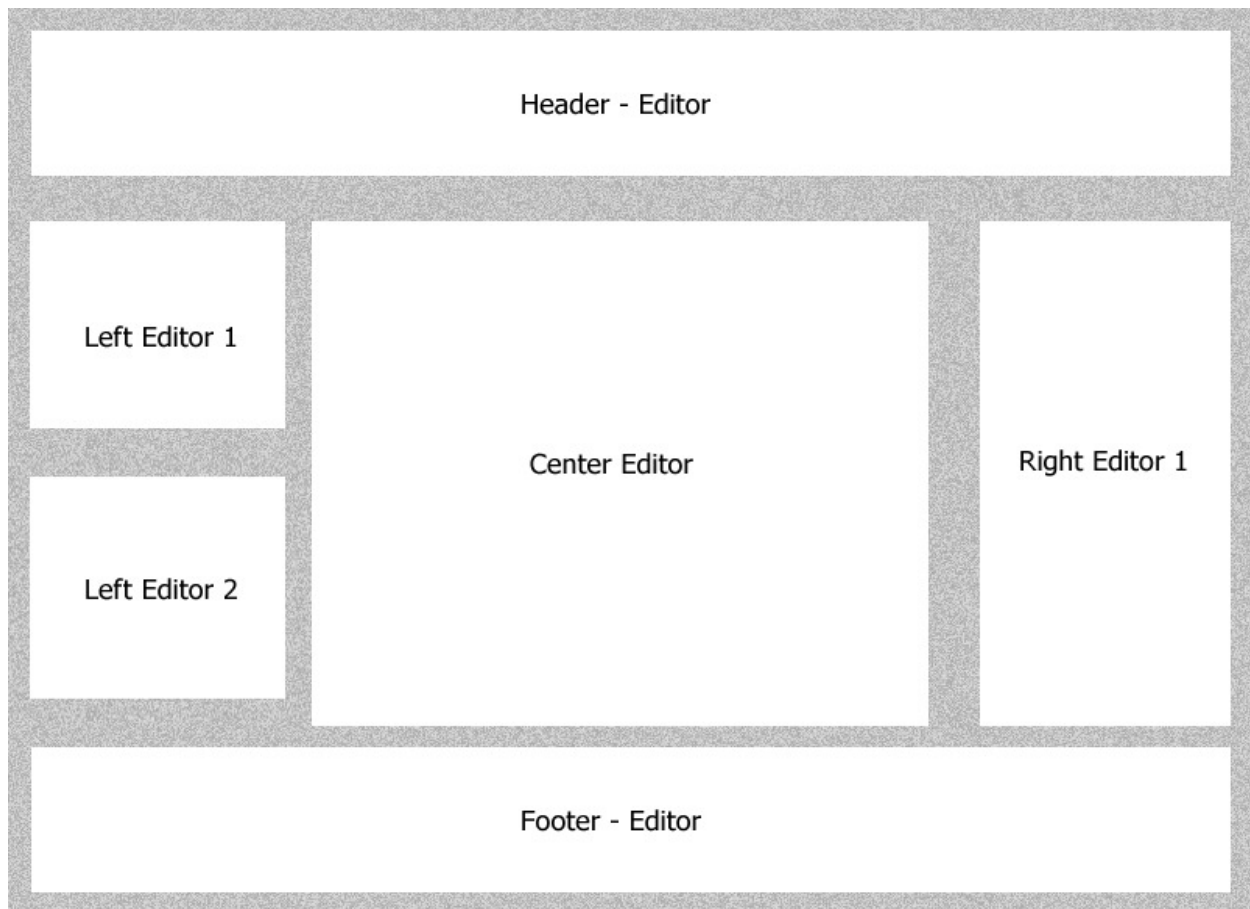 Header - Editor
Left Editor 1
Center Editor
Right Editor 1
Left Editor 2
Footer - Editor